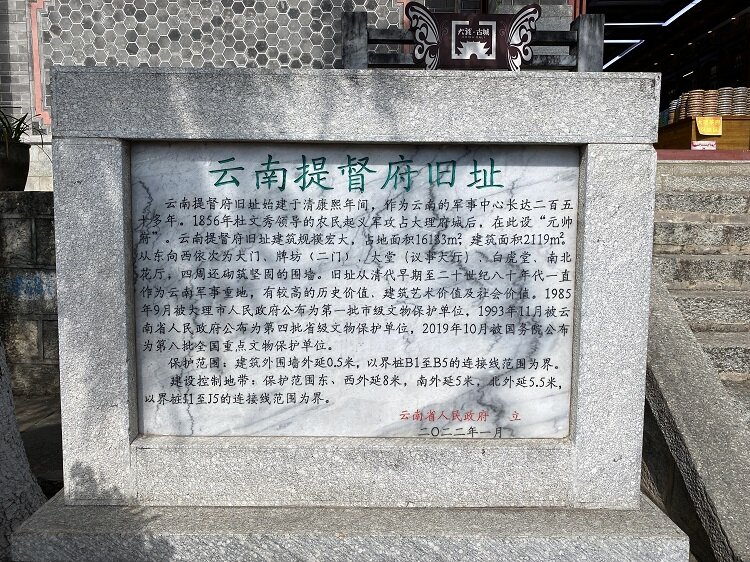 大理·古城
云南提督府旧址
云南提督府旧址始建于清康熙年间，作为云南的军事中心长达二百五
十多年。1856年杜文秀领导的农民起义军攻占大理府城后，在此设“元帅
府”。云南提督府旧址建筑规模宏大，占地面积16133m²，建筑面积2119m²。
从东向西依次为大门、牌坊（二门）、大堂（议事大厅）、白虎堂、南北
花厅，四周还砌筑坚固的围墙。旧址从清代早期至二十世纪八十年代一直
作为云南军事重地，有较高的历史价值、建筑艺术价值及社会价值。1985
年9月被大理市人民政府公布为第一批市级文物保护单位，1993年11月被云
南省人民政府公布为第四批省级文物保护单位，2019年10月被国务院公布
为第八批全国重点文物保护单位。
保护范围：建筑外围墙外延0.5米，以界桩B1至B5的连接线范围为界。
建设控制地带：保护范围东、西外延8米，南外延5米，北外延5.5米，
以界桩J1至J5的连接线范围为界。
云南省人民政府 立
二〇二二年一月